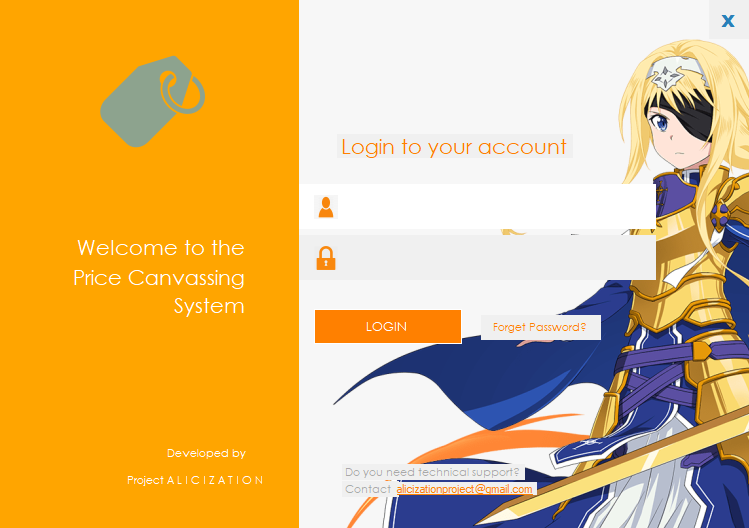 X
Login to your account
Welcome to the
Price Canvassing
System
LOGIN
Forget Password?
Developed by
Project A L I C I Z A T I O N
Do you need technical support?
Contact alicizationproject@gmail.com